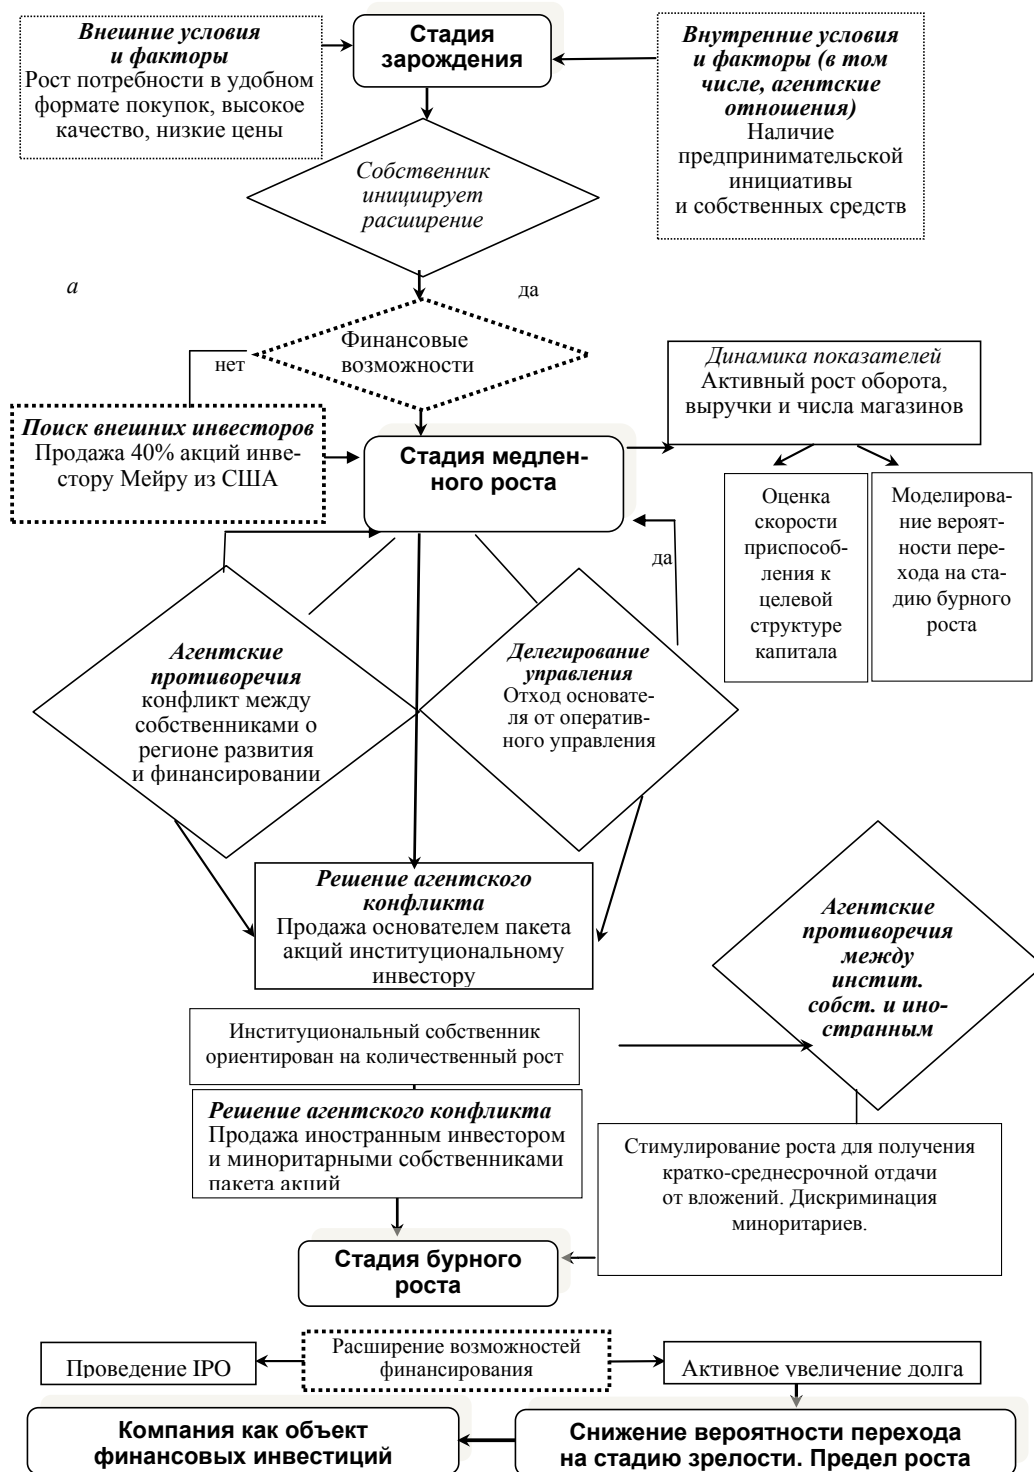 Внешние условия
и факторы
Рост потребности в удобном
формате покупок, высокое
качество, низкие цены
Стадия
зарождения
Внутренние условия
и факторы (в том
числе, агентские
отношения)
Наличие
предпринимательской
инициативы
и собственных средств
Собственник
инициирует
расширение
а
да
Финансовые
возможности
нет
Динамика показателей
Активный рост оборота,
выручки и числа магазинов
Поиск внешних инвесторов
Продажа 40% акций инве-
стору Мейру из США
Стадия медлен-
ного роста
Оценка
скорости
приспособ-
ления к
целевой
структуре
капитала
Моделирова-
ние вероят-
ности пере-
хода на ста-
дию бурного
роста
да
Агентские
противоречия
конфликт между
собственниками о
регионе развития
и финансировании
Делегирование
управления
Отход основате-
ля от оператив-
ного управления
Решение агентского
конфликта
Продажа основателем пакета
акций институциональному
инвестору
Агентские
противоречия
между
инстит.
собст. и ино-
странным
Институциональный собственник
ориентирован на количественный рост
Решение агентского конфликта
Продажа иностранным инвестором
и миноритарными собственниками
пакета акций
Стимулирование роста для получения
кратко-среднесрочной отдачи
от вложений. Дискриминация
миноритариев.
Стадия бурного
роста
Проведение IPO
Расширение возможностей
финансирования
Активное увеличение долга
Компания как объект
финансовых инвестиций
Снижение вероятности перехода
на стадию зрелости. Предел роста